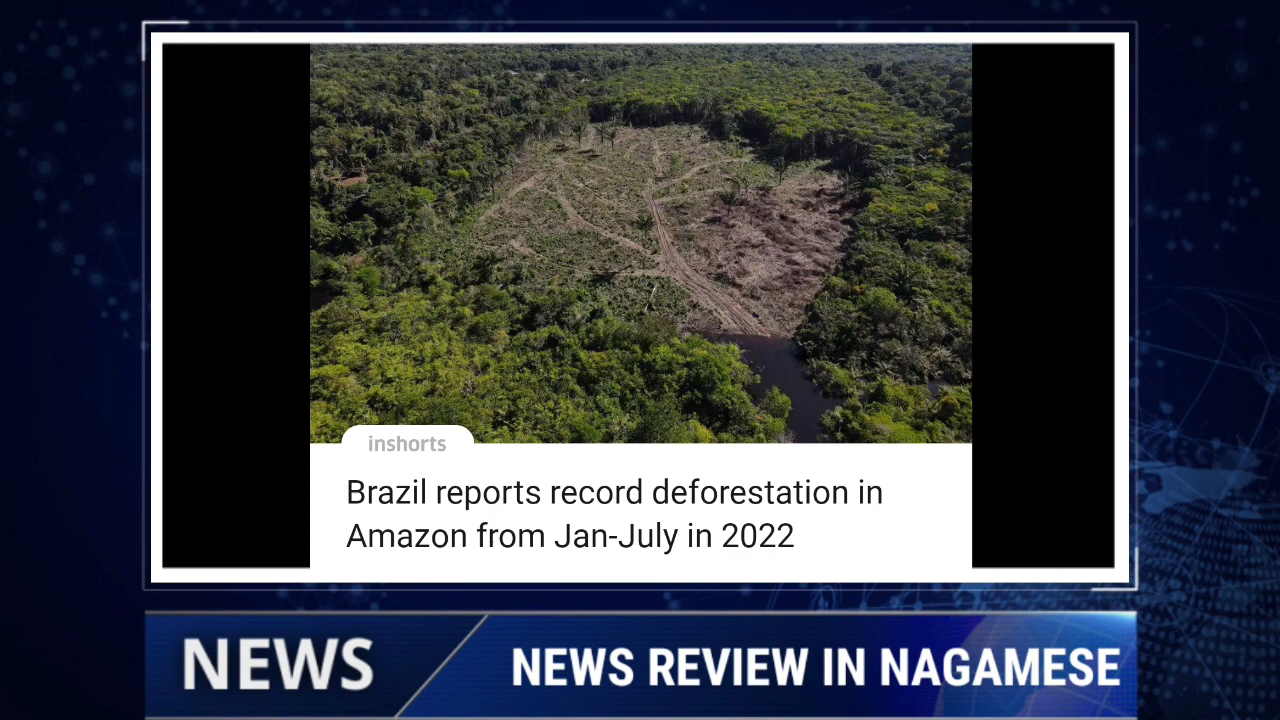 inshorts
Brazil reports record deforestation in
Amazon from Jan-July in 2022
NEWS
NEWS REVIEW IN NAGAMESE